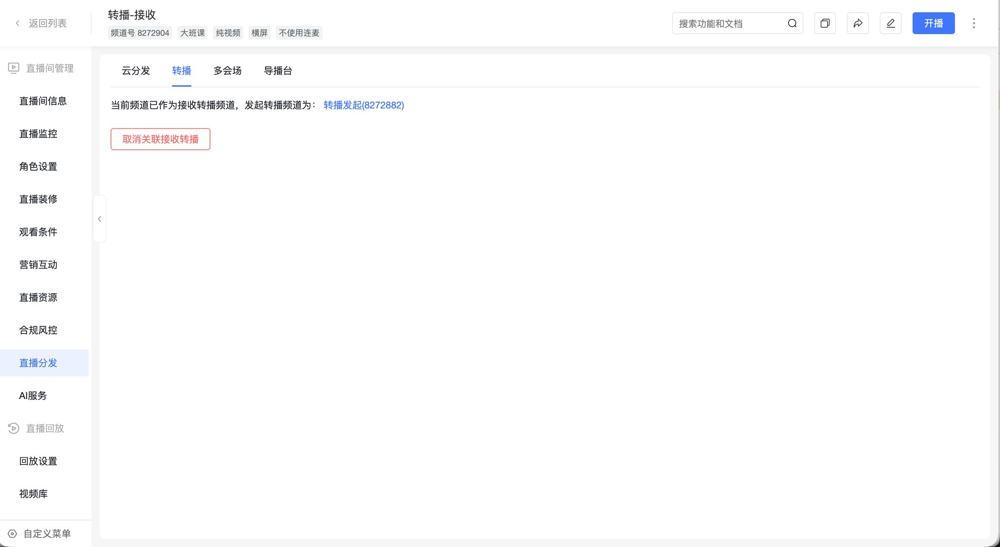 返回列表
转播-接收
频道号 8272904 大班课 纯视频 横屏 不使用连麦
搜索功能和文档
开播
直播间管理
直播间信息
直播监控
角色设置
直播装修
观看条件
营销互动
直播资源
合规风控
直播分发
AI服务
直播回放
回放设置
视频库
自定义菜单
云分发 转播 多会场 导播台
当前频道已作为接收转播频道，发起转播频道为： 转播发起(8272882)
取消关联接收转播